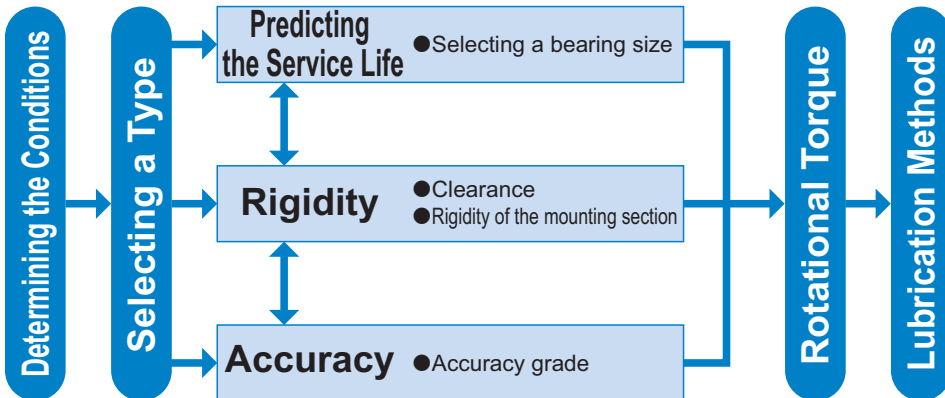 Determining the Conditions
Selecting a Type
Predicting
the Service Life
●Selecting a bearing size
Rigidity
●Clearance
●Rigidity of the mounting section
Accuracy
●Accuracy grade
Rotational Torque
Lubrication Methods